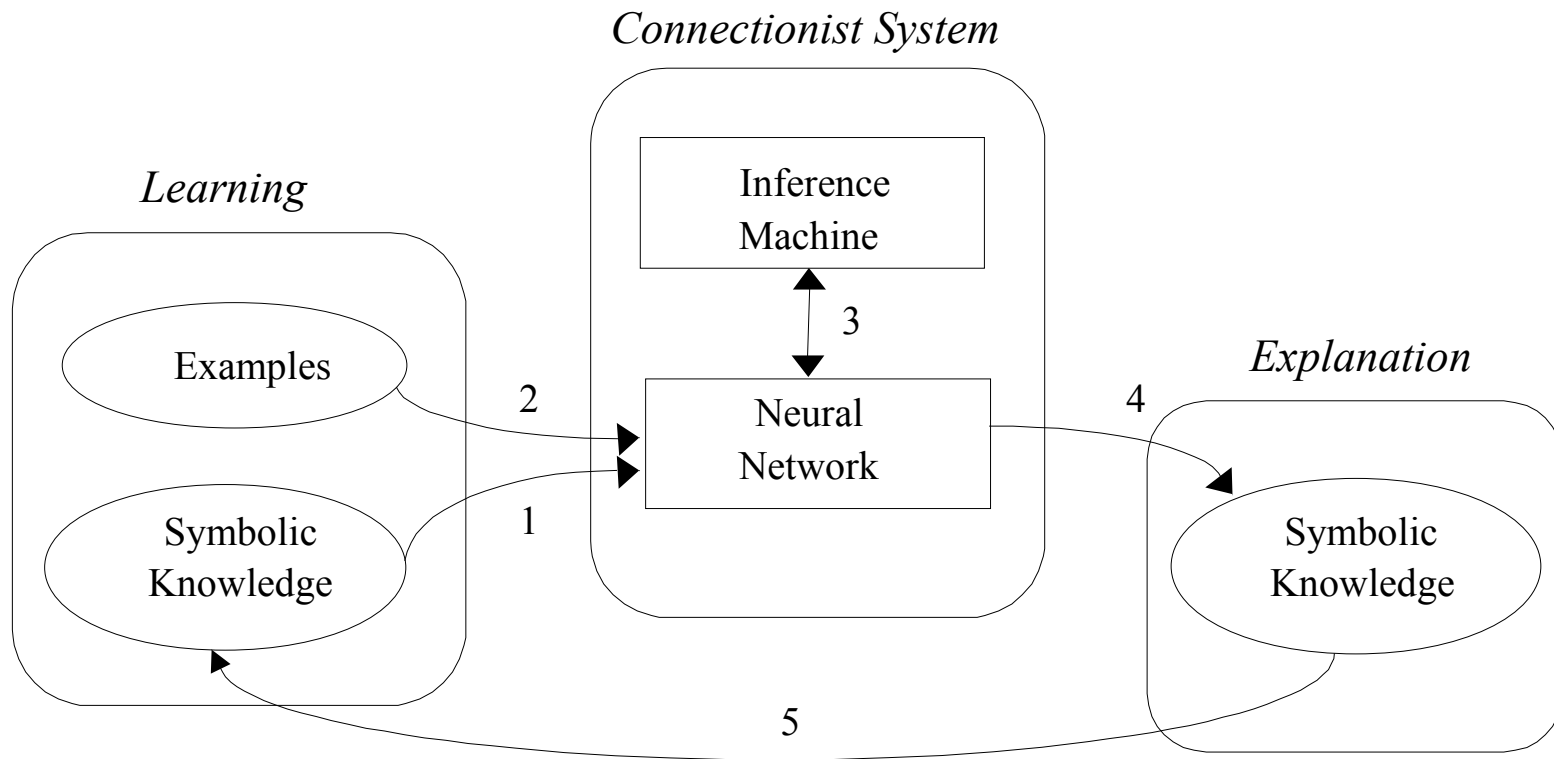 Connectionist System
Inference
Machine
Learning
3
Examples
Explanation
2
Neural
Network
4
1
Symbolic
Knowledge
Symbolic
Knowledge
5